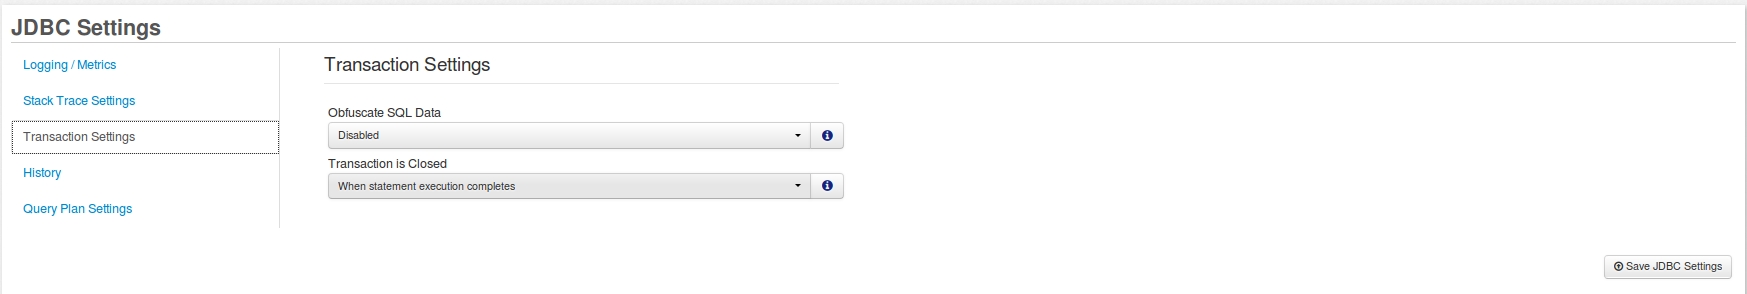 JDBC Settings
Logging / Metrics
Stack Trace Settings
Transaction Settings
History
Query Plan Settings
Transaction Settings
Obfuscate SQL Data
Disabled
Transaction is Closed
When statement execution completes
Save JDBC Settings